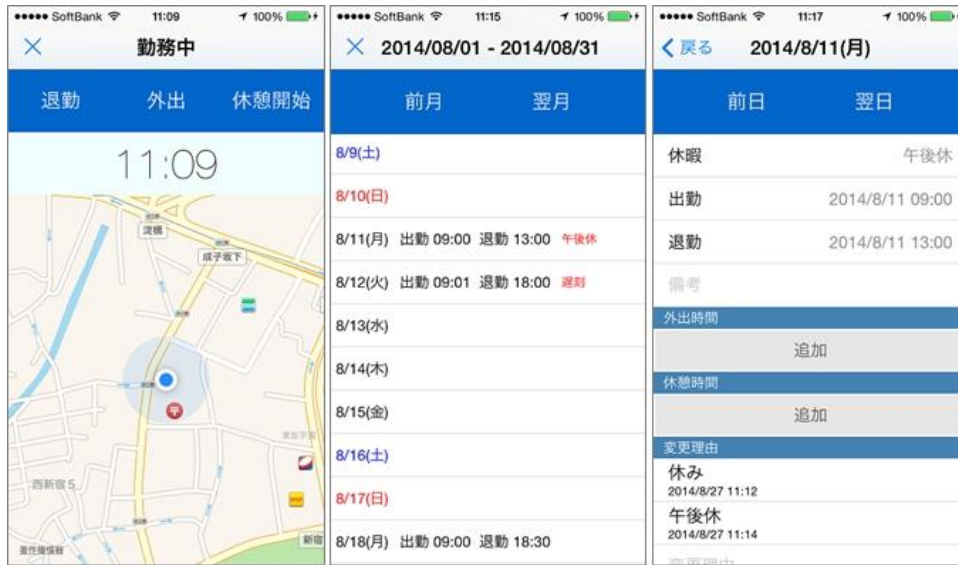 SoftBank 11:09 100%
勤務中
退勤 外出 休憩開始
11:09
淀橋
成子坂下
西新宿5
新宿
SoftBank 11:15 100%
2014/08/01 - 2014/08/31
前月 翌月
8/9(土)
8/10(日)
8/11(月) 出勤 09:00 退勤 13:00 午後休
8/12(火) 出勤 09:01 退勤 18:00 遅刻
8/13(水)
8/14(木)
8/15(金)
8/16(土)
8/17(日)
8/18(月) 出勤 09:00 退勤 18:30
SoftBank 11:17 100%
戻る 2014/8/11(月)
前日 翌日
休暇 午後休
出勤 2014/8/11 09:00
退勤 2014/8/11 13:00
備考
外出時間
追加
休憩時間
追加
変更理由
休み
2014/8/27 11:12
午後休
2014/8/27 11:14
変更理由